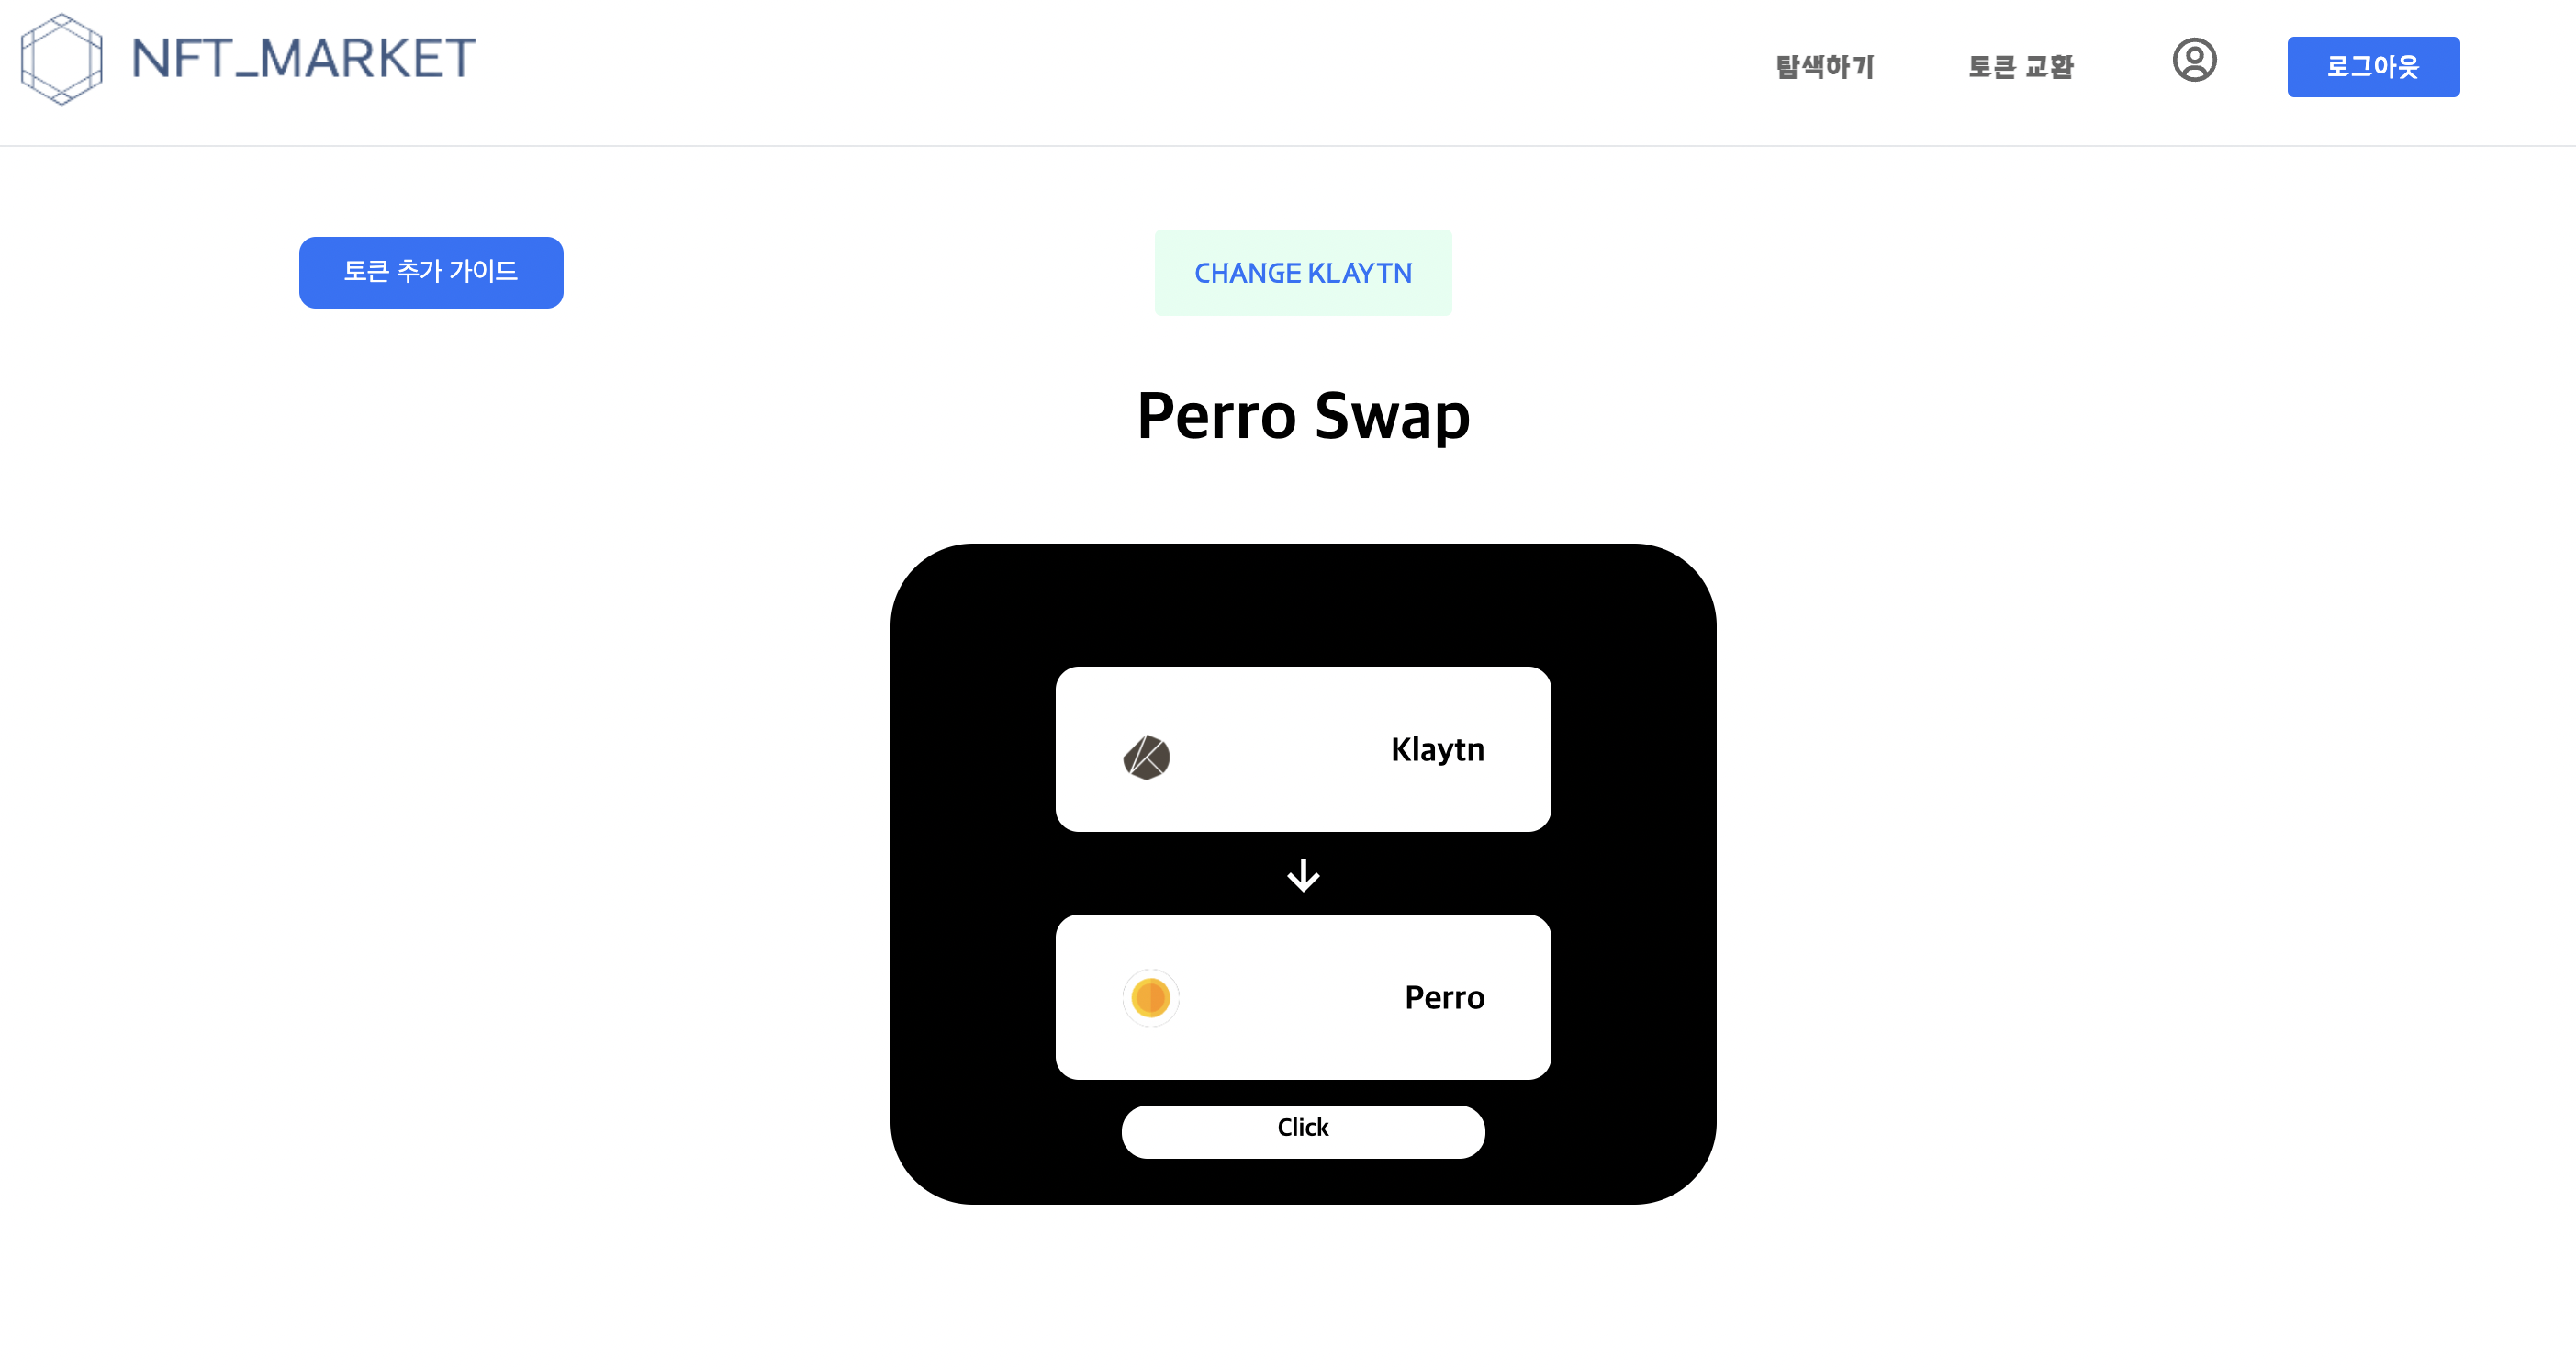 NFT_MARKET
탐색하기
토큰 교환
로그아웃
토큰 추가 가이드
CHANGE KLAYTN
Perro Swap
Klaytn
Perro
Click